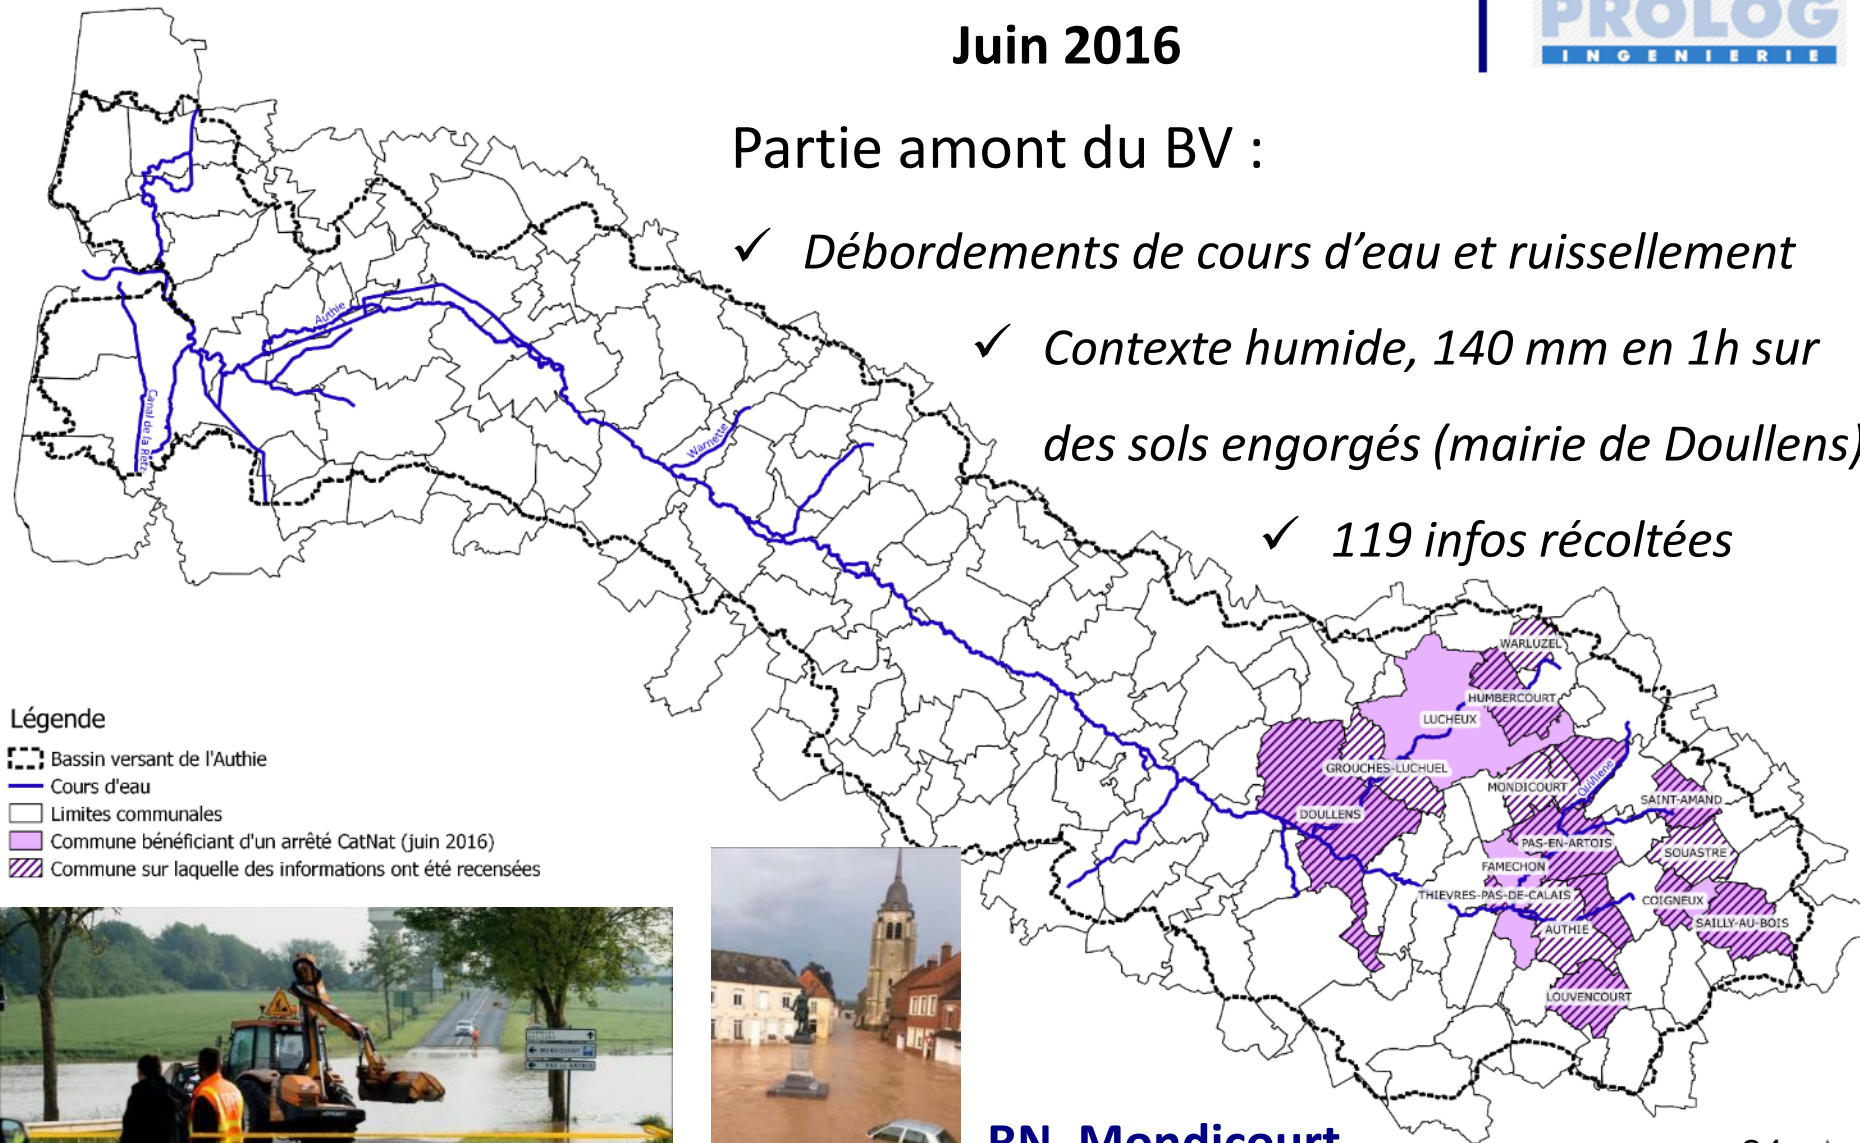 Juin 2016
PROLOG
INGENIERIE
Partie amont du BV :
✓ Débordements de cours d'eau et ruissellement
✓ Contexte humide, 140 mm en 1h sur
des sols engorgés (mairie de Doullens)
✓ 119 infos récoltées
Authie
Canal de la Retz
Warnette
WARLUZEL
HUMBERCOURT
LUCHEUX
GROUCHES-LUCHUEL
MONDICOURT
Quilliene
SAINT-AMAND
DOULLENS
PAS-EN-ARTOIS
SOUASTRE
FAMECHON
THIEVRES-PAS-DE-CALAIS
COIGNEUX
SAILLY-AU-BOIS
AUTHIE
LOUVENCOURT
Légende
Bassin versant de l'Authie
Cours d'eau
Limites communales
Commune bénéficiant d'un arrêté CatNat (juin 2016)
Commune sur laquelle des informations ont été recensées
MONDICOURT
RN, Mondicourt